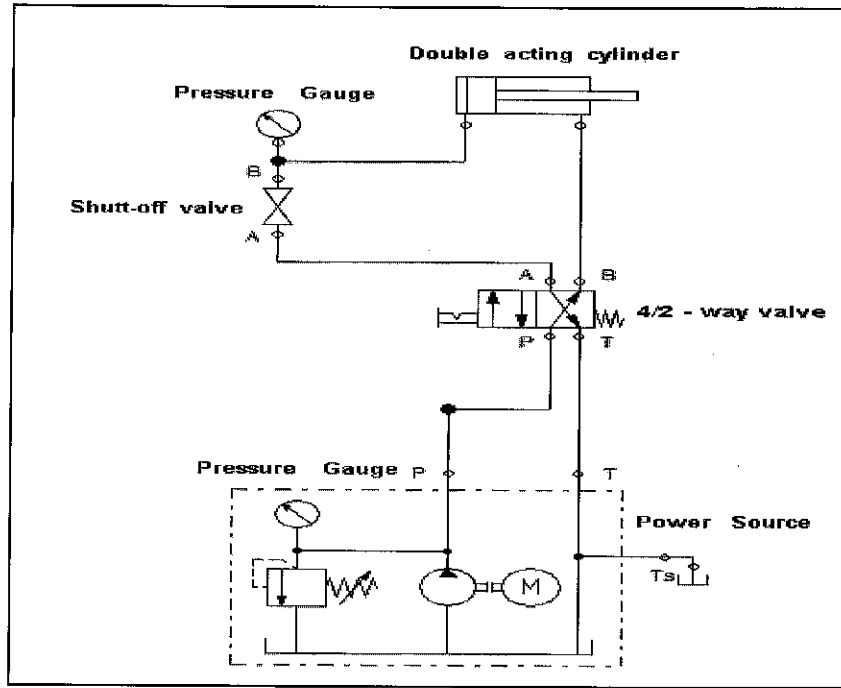 Double acting cylinder
Pressure Gauge
B
Shutt-off valve
A
A B
4/2 - way valve
P T
Pressure Gauge P T
Power Source
Ts
M